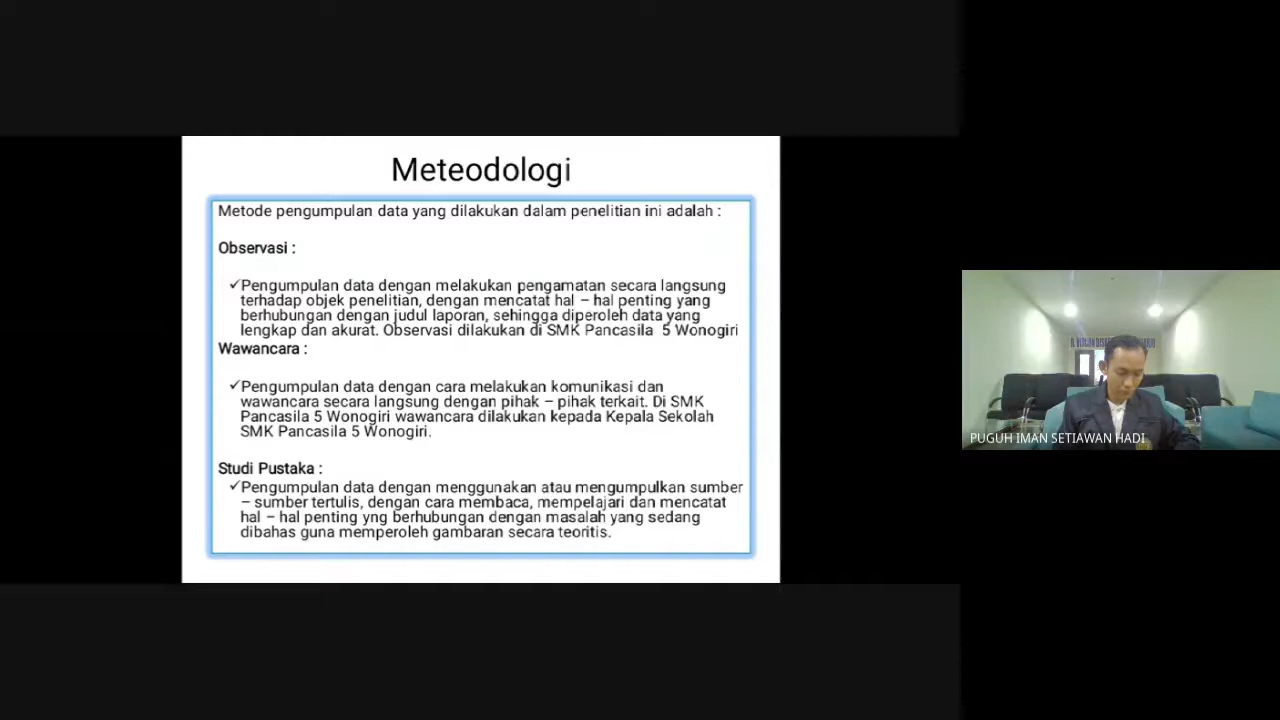 Meteodologi
Metode pengumpulan data yang dilakukan dalam penelitian ini adalah :
Observasi :
✓Pengumpulan data dengan melakukan pengamatan secara langsung
terhadap objek penelitian, dengan mencatat hal – hal penting yang
berhubungan dengan judul laporan, sehingga diperoleh data yang
lengkap dan akurat. Observasi dilakukan di SMK Pancasila  5 Wonogiri
Wawancara :
✓Pengumpulan data dengan cara melakukan komunikasi dan
wawancara secara langsung dengan pihak – pihak terkait. Di SMK
Pancasila 5 Wonogiri wawancara dilakukan kepada Kepala Sekolah
SMK Pancasila 5 Wonogiri.
Studi Pustaka :
✓Pengumpulan data dengan menggunakan atau mengumpulkan sumber
– sumber tertulis, dengan cara membaca, mempelajari dan mencatat
hal – hal penting yng berhubungan dengan masalah yang sedang
dibahas guna memperoleh gambaran secara teoritis.
PUGUH IMAN SETIAWAN HADI